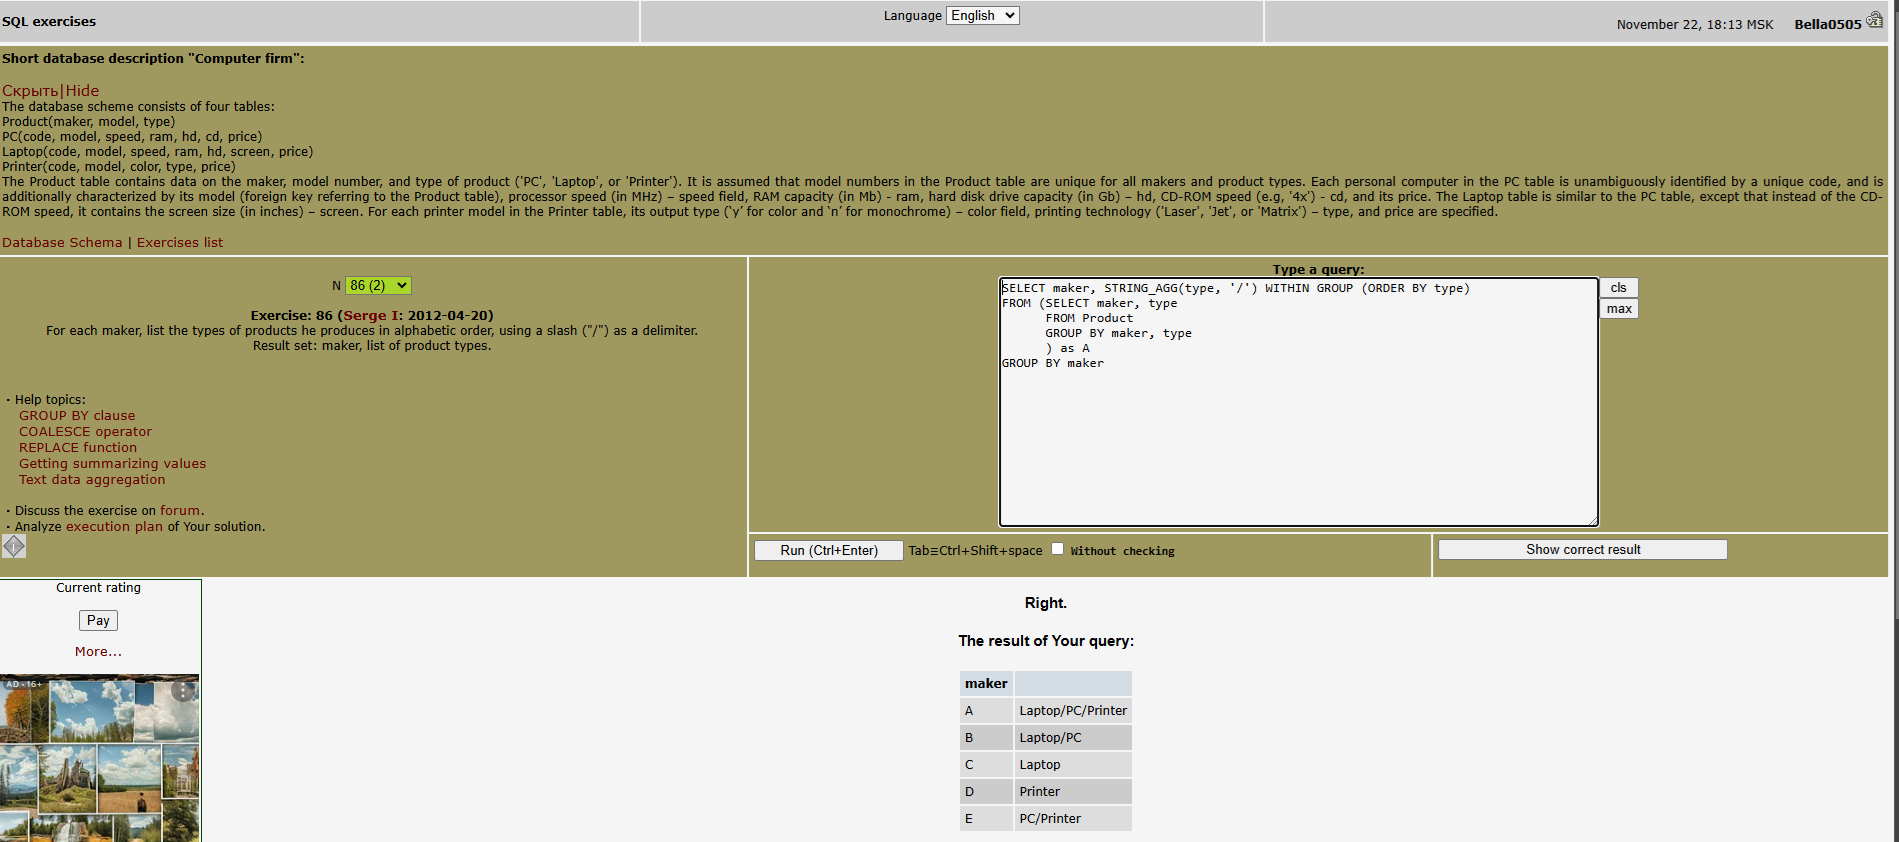 SQL exercises
Language English
November 22, 18:13 MSK Bella0505
Short database description "Computer firm":
Скрыть|Hide
The database scheme consists of four tables:
Product(maker, model, type)
PC(code, model, speed, ram, hd, cd, price)
Laptop(code, model, speed, ram, hd, screen, price)
Printer(code, model, color, type, price)
The Product table contains data on the maker, model number, and type of product ('PC', 'Laptop', or 'Printer'). It is assumed that model numbers in the Product table are unique for all makers and product types. Each personal computer in the PC table is unambiguously identified by a unique code, and is
additionally characterized by its model (foreign key referring to the Product table), processor speed (in MHz) – speed field, RAM capacity (in Mb) - ram, hard disk drive capacity (in Gb) – hd, CD-ROM speed (e.g, '4x') - cd, and its price. The Laptop table is similar to the PC table, except that instead of the CD-
ROM speed, it contains the screen size (in inches) – screen. For each printer model in the Printer table, its output type (‘y’ for color and ‘n’ for monochrome) – color field, printing technology ('Laser', 'Jet', or 'Matrix') – type, and price are specified.
Database Schema | Exercises list
N 86 (2)
Exercise: 86 (Serge I: 2012-04-20)
For each maker, list the types of products he produces in alphabetic order, using a slash ("/") as a delimiter.
Result set: maker, list of product types.
· Help topics:
GROUP BY clause
COALESCE operator
REPLACE function
Getting summarizing values
Text data aggregation
· Discuss the exercise on forum.
· Analyze execution plan of Your solution.
Type a query:
SELECT maker, STRING_AGG(type, '/') WITHIN GROUP (ORDER BY type)
FROM (SELECT maker, type
FROM Product
GROUP BY maker, type
) as A
GROUP BY maker
cls
max
Run (Ctrl+Enter) Tab≡Ctrl+Shift+space Without checking
Show correct result
Current rating
Pay
More...
AD • 16+
Right.
The result of Your query:
maker
A Laptop/PC/Printer
B Laptop/PC
C Laptop
D Printer
E PC/Printer